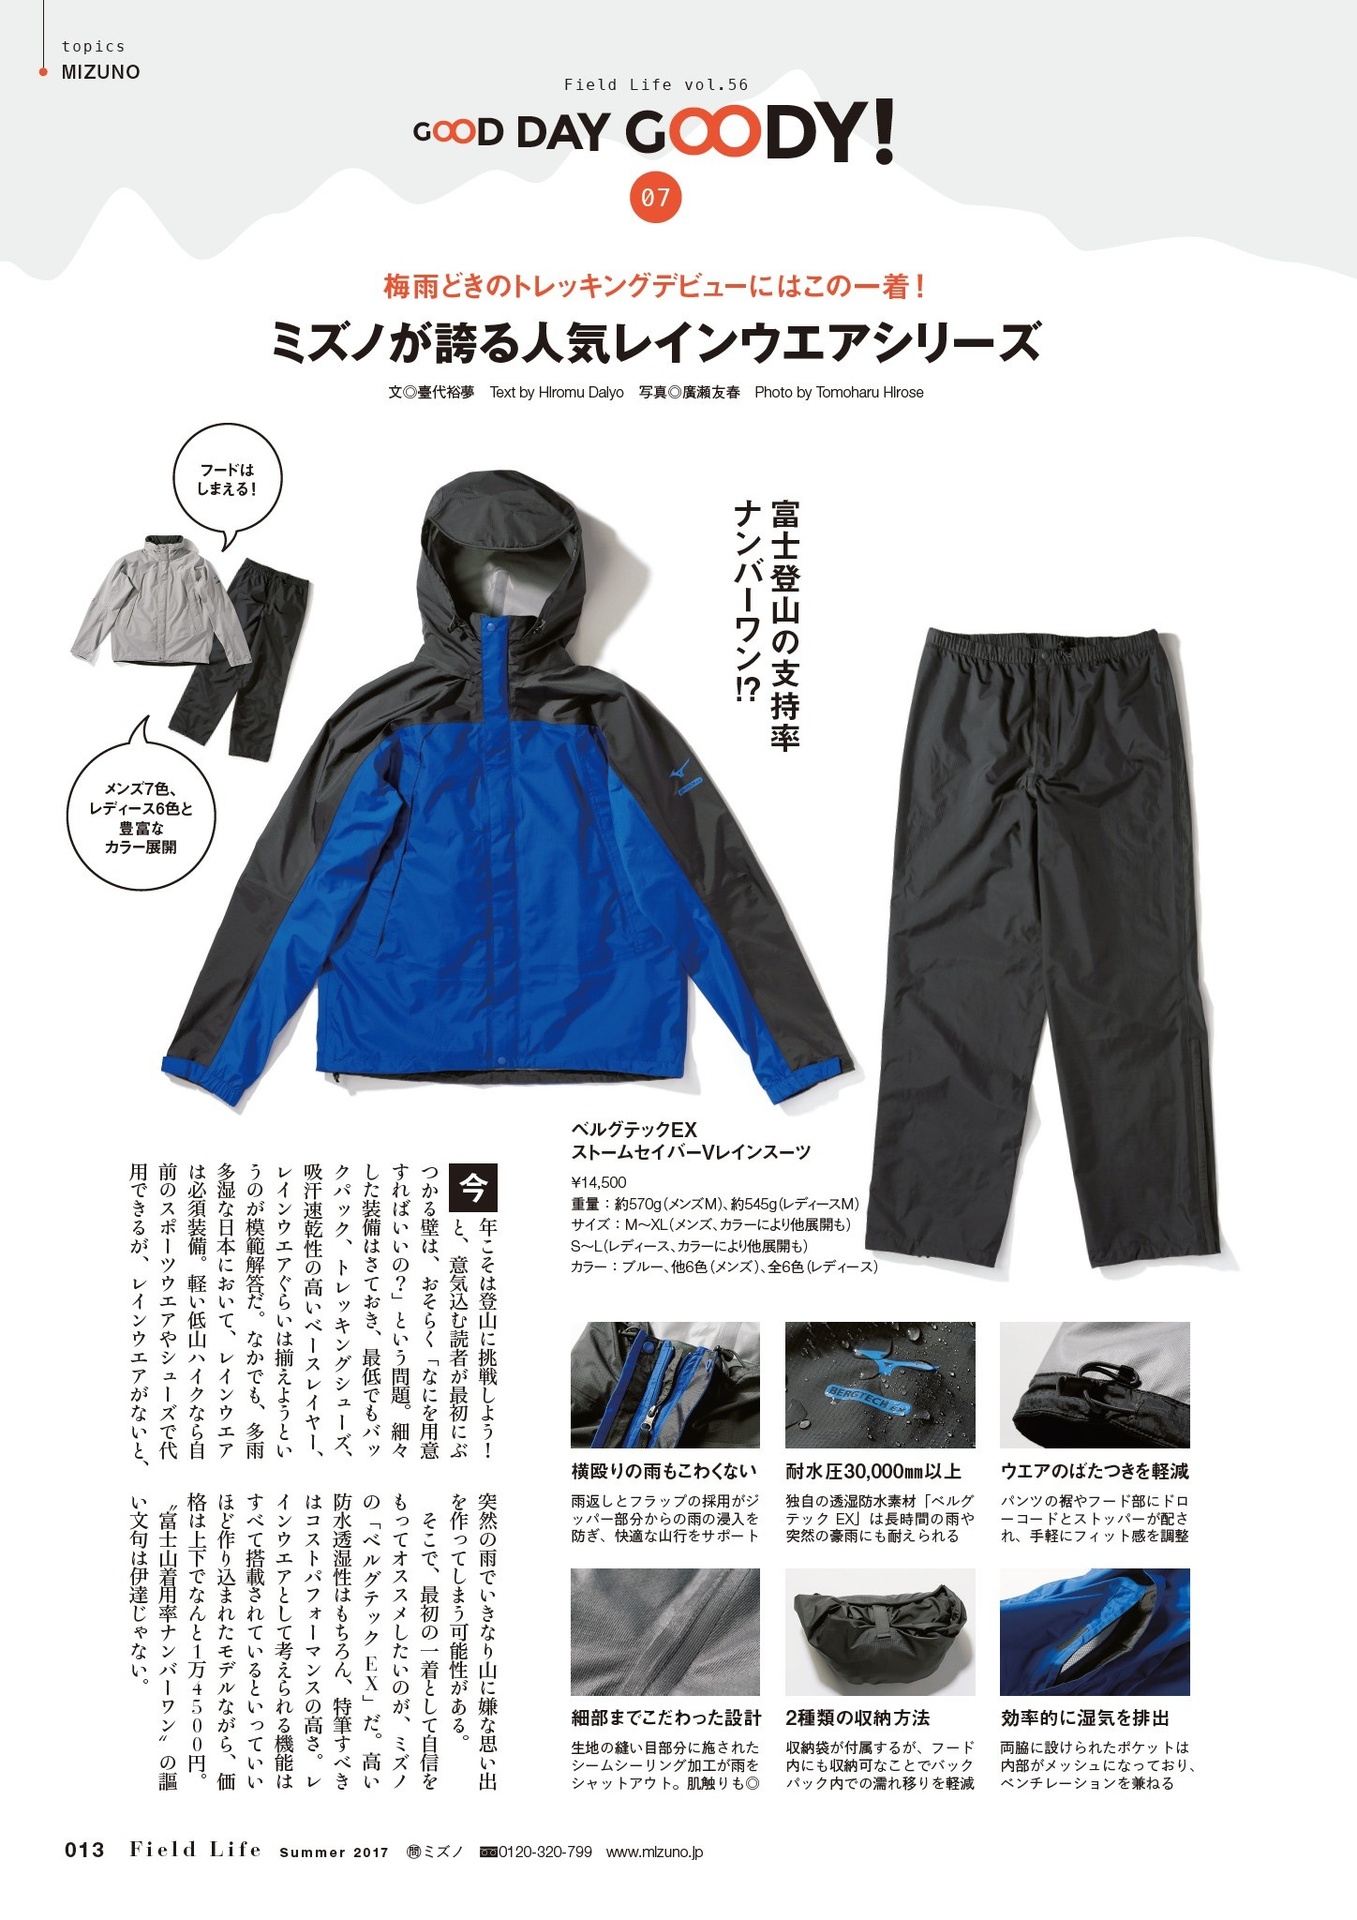 topics
MIZUNO
Field Life vol.56
GOOD DAY GOODY!
07
梅雨どきのトレッキングデビューにはこの一着！
ミズノが誇る人気レインウエアシリーズ
文◎臺代裕夢　Text by HIromu DaIyo　写真◎廣瀬友春　Photo by Tomoharu HIrose
フードは
しまえる！
富士登山の支持率
ナンバーワン!?
メンズ7色、
レディース6色と
豊富な
カラー展開
ベルグテックEX
ストームセイバーVレインスーツ
¥14,500
重量：約570g（メンズM）、約545g（レディースM）
サイズ：M〜XL（メンズ、カラーにより他展開も）
S〜L（レディース、カラーにより他展開も）
カラー：ブルー、他6色（メンズ）、全6色（レディース）
今年こそは登山に挑戦しよう！
と、意気込む読者が最初にぶ
つかる壁は、おそらく「なにを用意
すればいいの？」という問題。細々
した装備はさておき、最低でもバッ
クパック、トレッキングシューズ、
吸汗速乾性の高いベースレイヤー、
レインウエアぐらいは揃えようとい
うのが模範解答だ。なかでも、多雨
多湿な日本において、レインウエア
は必須装備。軽い低山ハイクなら自
前のスポーツウエアやシューズで代
用できるが、レインウエアがないと、
突然の雨でいきなり山に嫌な思い出
を作ってしまう可能性がある。
そこで、最初の一着として自信を
もってオススメしたいのが、ミズノ
の「ベルグテック EX」だ。高い
防水透湿性はもちろん、特筆すべき
はコストパフォーマンスの高さ。レ
インウエアとして考えられる機能は
すべて搭載されているといっていい
ほど作り込まれたモデルながら、価
格は上下でなんと1万4500円。
〝富士山着用率ナンバーワン〟の謳
い文句は伊達じゃない。
BERGTECH EX
横殴りの雨もこわくない
雨返しとフラップの採用がジ
ッパー部分からの雨の浸入を
防ぎ、快適な山行をサポート
耐水圧30,000㎜以上
独自の透湿防水素材「ベルグ
テック EX」は長時間の雨や
突然の豪雨にも耐えられる
ウエアのばたつきを軽減
パンツの裾やフード部にドロ
ーコードとストッパーが配さ
れ、手軽にフィット感を調整
細部までこだわった設計
生地の縫い目部分に施された
シームシーリング加工が雨を
シャットアウト。肌触りも◎
2種類の収納方法
収納袋が付属するが、フード
内にも収納可なことでバック
パック内での濡れ移りを軽減
効率的に湿気を排出
両脇に設けられたポケットは
内部がメッシュになっており、
ベンチレーションを兼ねる
013 Field Life Summer 2017 ㉄ミズノ 0120-320-799 www.mIzuno.jp